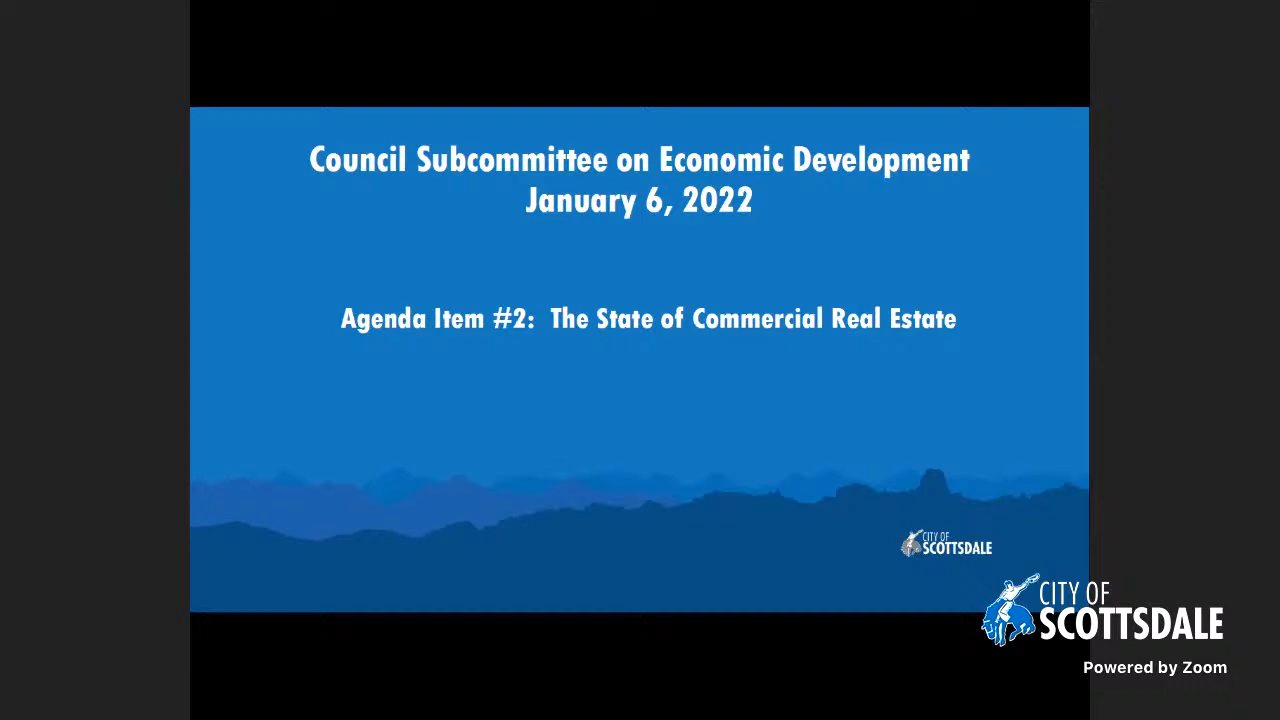 Council Subcommittee on Economic Development
January 6, 2022
Agenda Item #2: The State of Commercial Real Estate
CITY OF
SCOTTSDALE
CITY OF
SCOTTSDALE
Powered by Zoom